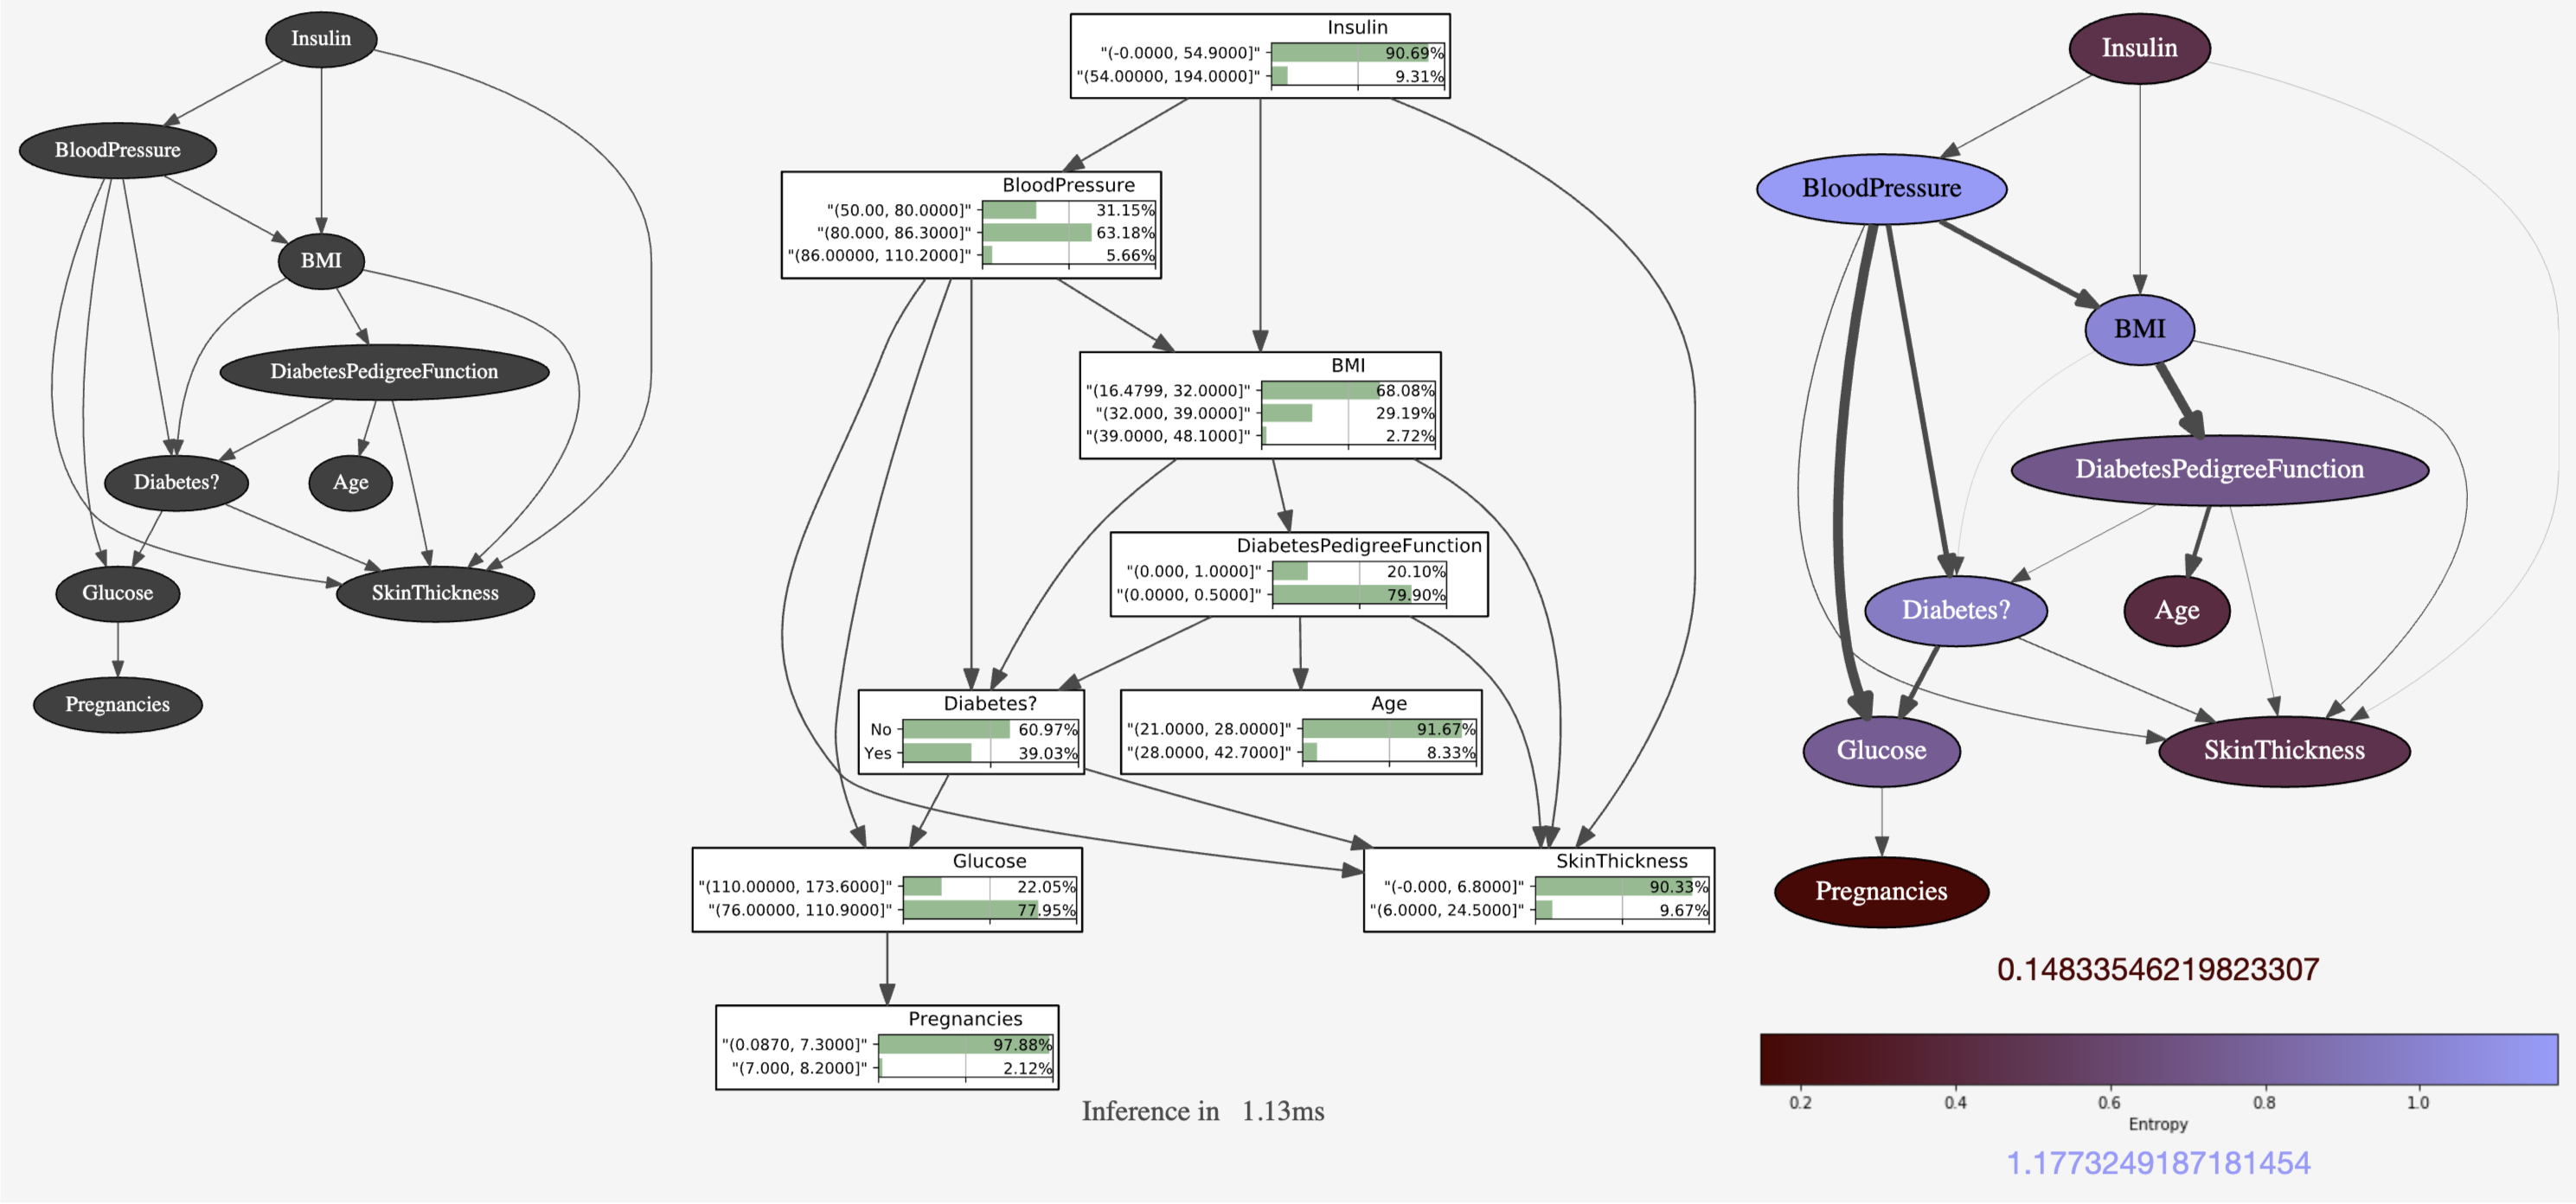 Insulin
BloodPressure
BMI
DiabetesPedigreeFunction
Diabetes?
Age
Glucose
SkinThickness
Pregnancies
Insulin
"(-0.0000, 54.9000]" 90.69%
"(54.00000, 194.0000]" 9.31%
BloodPressure
"(50.00, 80.0000]" 31.15%
"(80.000, 86.3000]" 63.18%
"(86.00000, 110.2000]" 5.66%
BMI
"(16.4799, 32.0000]" 68.08%
"(32.000, 39.0000]" 29.19%
"(39.0000, 48.1000]" 2.72%
DiabetesPedigreeFunction
"(0.000, 1.0000]" 20.10%
"(0.0000, 0.5000]" 79.90%
Diabetes?
No 60.97%
Yes 39.03%
Age
"(21.0000, 28.0000]" 91.67%
"(28.0000, 42.7000]" 8.33%
Glucose
"(110.00000, 173.6000]" 22.05%
"(76.00000, 110.9000]" 77.95%
SkinThickness
"(-0.000, 6.8000]" 90.33%
"(6.0000, 24.5000]" 9.67%
Pregnancies
"(0.0870, 7.3000]" 97.88%
"(7.000, 8.2000]" 2.12%
Inference in 1.13ms
Insulin
BloodPressure
BMI
DiabetesPedigreeFunction
Diabetes?
Age
Glucose
SkinThickness
Pregnancies
0.14833546219823307
0.2 0.4 0.6 0.8 1.0
Entropy
1.1773249187181454